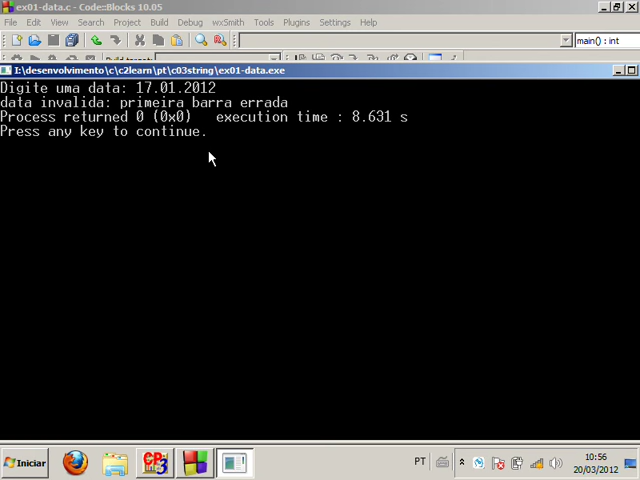 ex01-data.c - Code::Blocks 10.05
File Edit View Search Project Build Debug wxSmith Tools Plugins Settings Help
main() : int
Build target:
I:\desenvolvimento\c\c2learn\pt\c03string\ex01-data.exe
Digite uma data: 17.01.2012
data invalida: primeira barra errada
Process returned 0 (0x0)   execution time : 8.631 s
Press any key to continue.
Iniciar
PT
10:56
20/03/2012